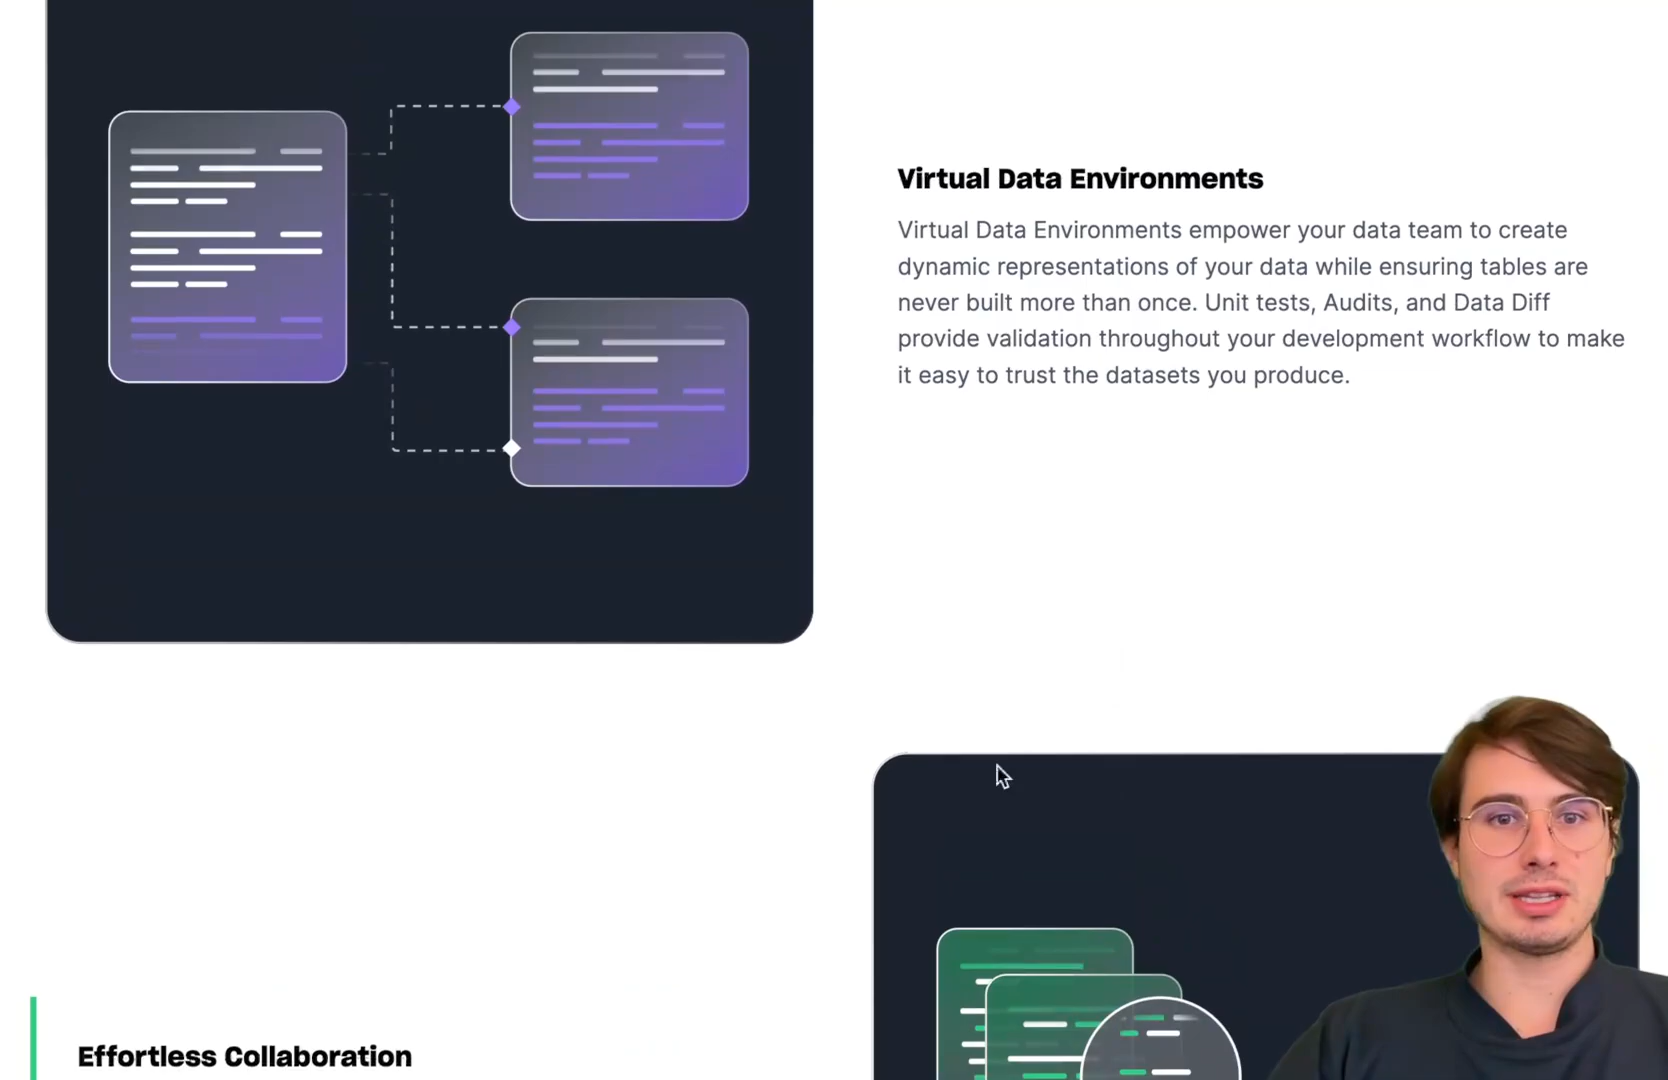 Virtual Data Environments
Virtual Data Environments empower your data team to create
dynamic representations of your data while ensuring tables are
never built more than once. Unit tests, Audits, and Data Diff
provide validation throughout your development workflow to make
it easy to trust the datasets you produce.
Effortless Collaboration